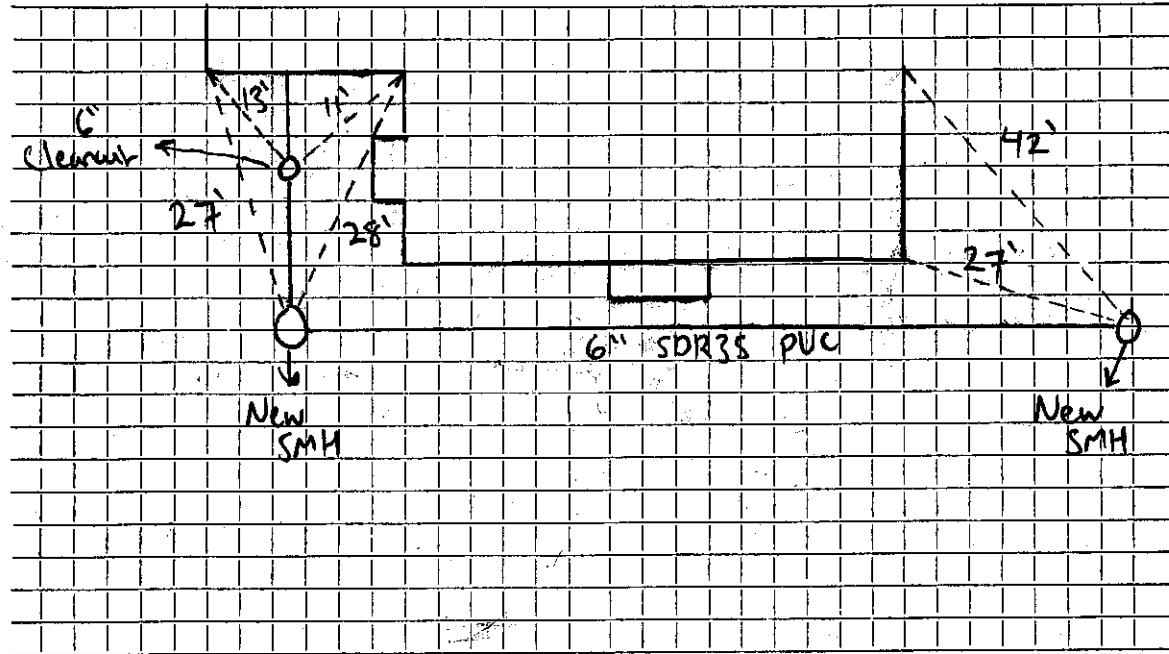 13'
11'
6"
Cleanout
42'
27'
28'
27'
6" SDR35 PVC
New
SMH
New
SMH